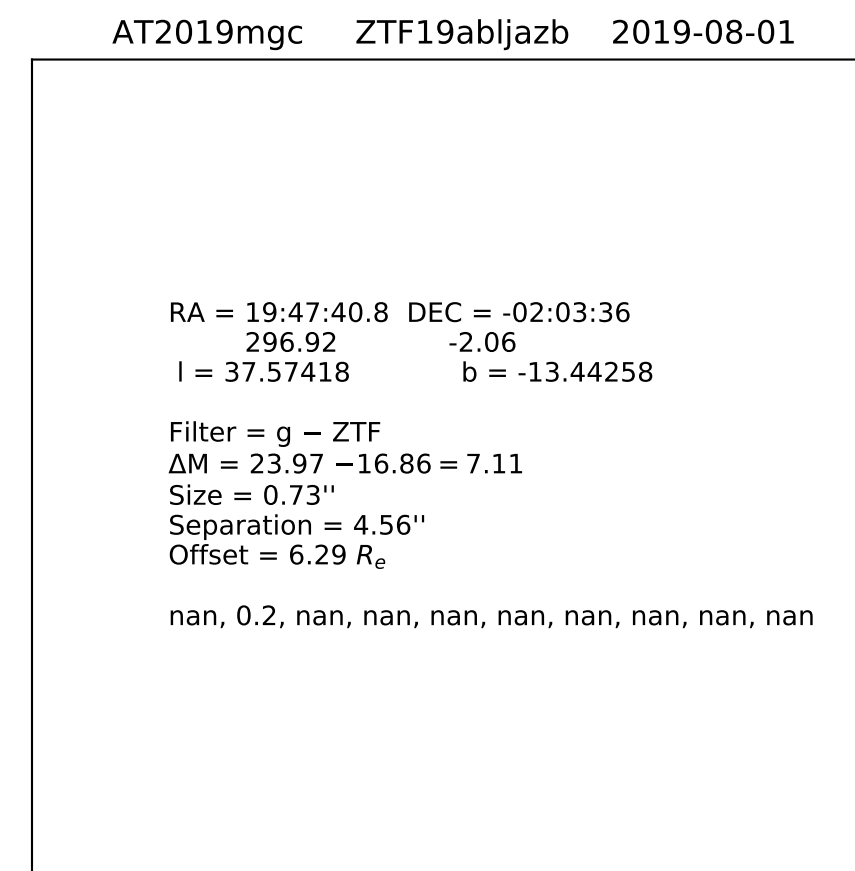 AT2019mgc ZTF19abljazb 2019-08-01
RA = 19:47:40.8 DEC = -02:03:36
296.92 -2.06
l = 37.57418 b = -13.44258
Filter = g − ZTF
ΔM = 23.97 −16.86 = 7.11
Size = 0.73''
Separation = 4.56''
Offset = 6.29 Rₑ
nan, 0.2, nan, nan, nan, nan, nan, nan, nan, nan